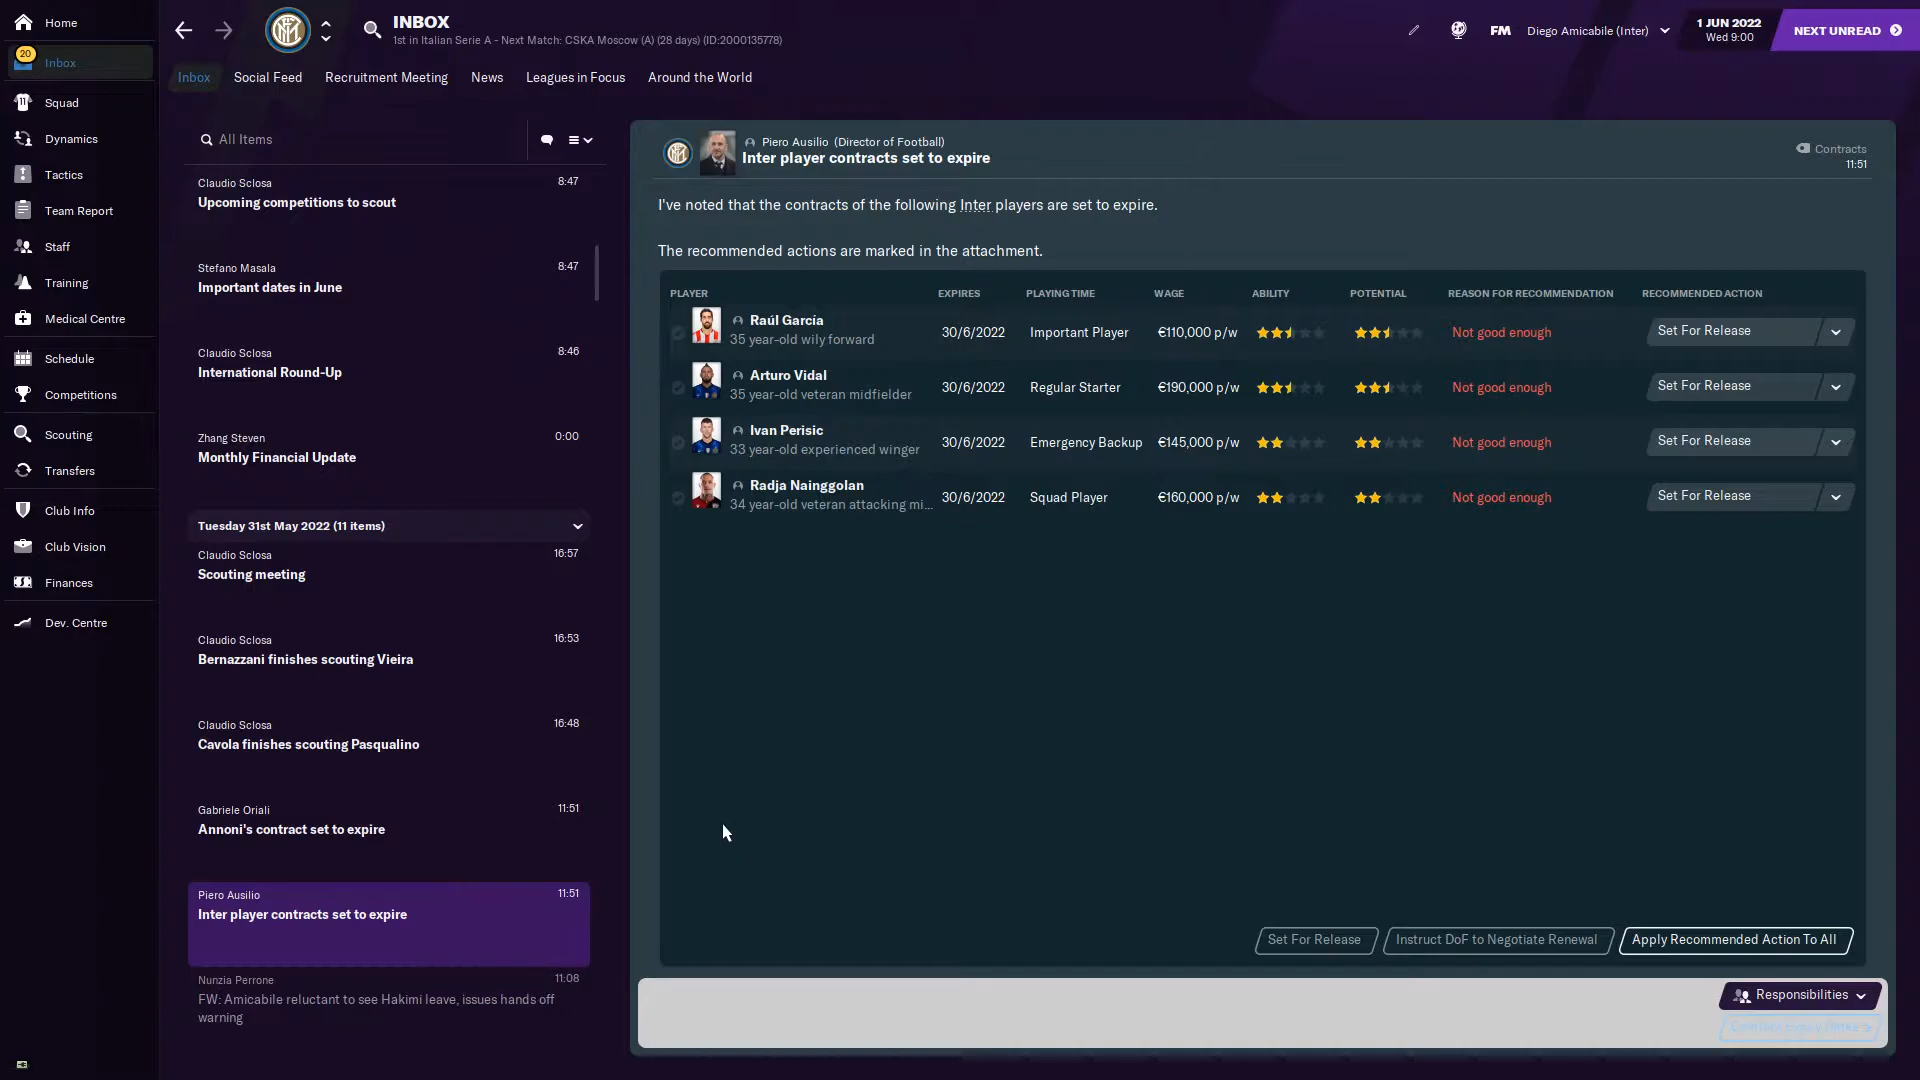 Home
20
Inbox
Squad
Dynamics
Tactics
Team Report
Staff
Training
Medical Centre
Schedule
Competitions
Scouting
Transfers
Club Info
Club Vision
Finances
Dev. Centre
INBOX
1st in Italian Serie A - Next Match: CSKA Moscow (A) (28 days) (ID:2000135778)
FM
Diego Amicabile (Inter)
1 JUN 2022
Wed 9:00
NEXT UNREAD
Inbox
Social Feed
Recruitment Meeting
News
Leagues in Focus
Around the World
All Items
Claudio Sclosa 8:47
Upcoming competitions to scout
Stefano Masala 8:47
Important dates in June
Claudio Sclosa 8:46
International Round-Up
Zhang Steven 0:00
Monthly Financial Update
Tuesday 31st May 2022 (11 items)
Claudio Sclosa 16:57
Scouting meeting
Claudio Sclosa 16:53
Bernazzani finishes scouting Vieira
Claudio Sclosa 16:48
Cavola finishes scouting Pasqualino
Gabriele Oriali 11:51
Annoni's contract set to expire
Piero Ausilio 11:51
Inter player contracts set to expire
Nunzia Perrone 11:08
FW: Amicabile reluctant to see Hakimi leave, issues hands off
warning
Piero Ausilio (Director of Football)
Inter player contracts set to expire
Contracts
11:51
I've noted that the contracts of the following Inter players are set to expire.
The recommended actions are marked in the attachment.
PLAYER EXPIRES PLAYING TIME WAGE ABILITY POTENTIAL REASON FOR RECOMMENDATION RECOMMENDED ACTION
Raúl García
35 year-old wily forward
30/6/2022 Important Player €110,000 p/w Not good enough Set For Release
Arturo Vidal
35 year-old veteran midfielder
30/6/2022 Regular Starter €190,000 p/w Not good enough Set For Release
Ivan Perisic
33 year-old experienced winger
30/6/2022 Emergency Backup €145,000 p/w Not good enough Set For Release
Radja Nainggolan
34 year-old veteran attacking mi...
30/6/2022 Squad Player €160,000 p/w Not good enough Set For Release
Set For Release
Instruct DoF to Negotiate Renewal
Apply Recommended Action To All
Responsibilities